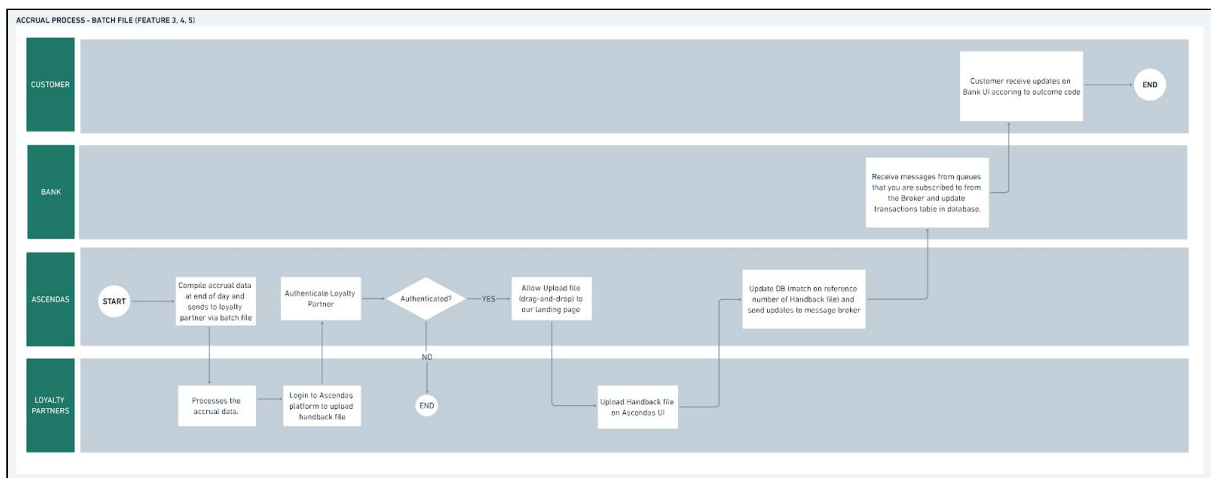 ACCRUAL PROCESS - BATCH FILE (FEATURE 3, 4, 5)
CUSTOMER
Customer receive updates on
Bank UI accoring to outcome code
END
BANK
Receive messages from queues
that you are subscribed to from
the Broker and update
transactions table in database.
ASCENDAS
START
Compile accrual data
at end of day and
sends to loyalty
partner via batch file
Authenticate Loyalty
Partner
Authenticated?
YES
Allow Upload file
(drag-and-drop) to
our landing page
Update DB (match on reference
number of Handback file) and
send updates to message broker
NO
LOYALTY
PARTNERS
Processes the
accrual data.
Login to Ascendas
platform to upload
handback file
END
Upload Handback file
on Ascendas UI